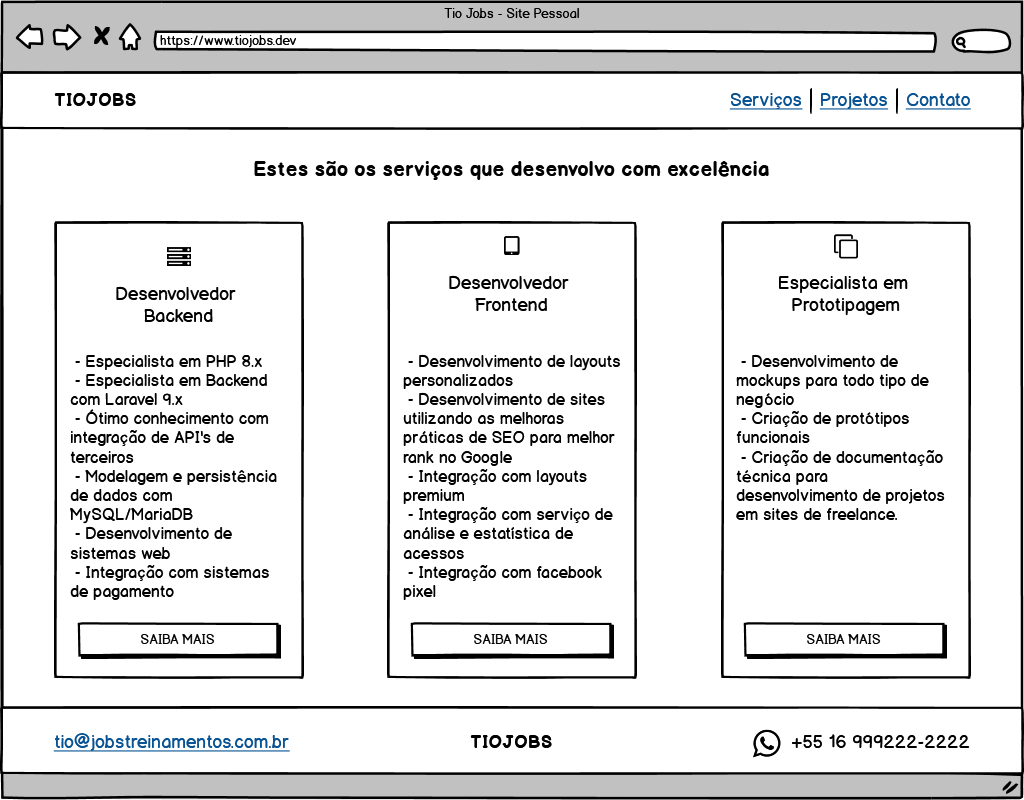 Tio Jobs - Site Pessoal
https://www.tiojobs.dev
TIOJOBS
Serviços | Projetos | Contato
Estes são os serviços que desenvolvo com excelência
Desenvolvedor
Backend
- Especialista em PHP 8.x
- Especialista em Backend
com Laravel 9.x
- Ótimo conhecimento com
integração de API's de
terceiros
- Modelagem e persistência
de dados com
MySQL/MariaDB
- Desenvolvimento de
sistemas web
- Integração com sistemas
de pagamento
SAIBA MAIS
Desenvolvedor
Frontend
- Desenvolvimento de layouts
personalizados
- Desenvolvimento de sites
utilizando as melhoras
práticas de SEO para melhor
rank no Google
- Integração com layouts
premium
- Integração com serviço de
análise e estatística de
acessos
- Integração com facebook
pixel
SAIBA MAIS
Especialista em
Prototipagem
- Desenvolvimento de
mockups para todo tipo de
negócio
- Criação de protótipos
funcionais
- Criação de documentação
técnica para
desenvolvimento de projetos
em sites de freelance.
SAIBA MAIS
tio@jobstreinamentos.com.br
TIOJOBS
+55 16 999222-2222